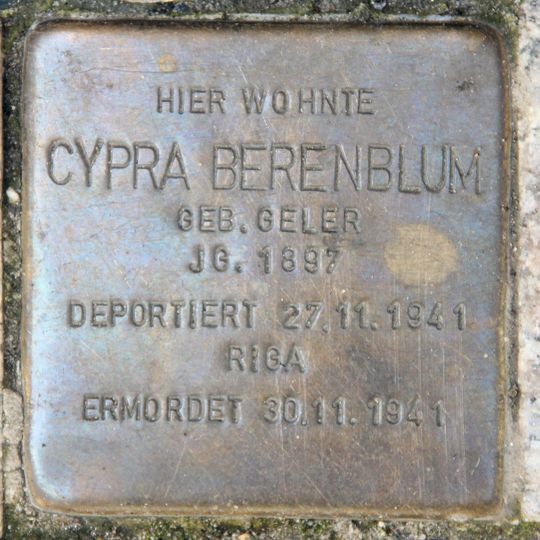 HIER WOHNTE
CYPRA BERENBLUM
GEB. GELER
JG. 1897
DEPORTIERT 27.11.1941
RIGA
ERMORDET 30.11.1941